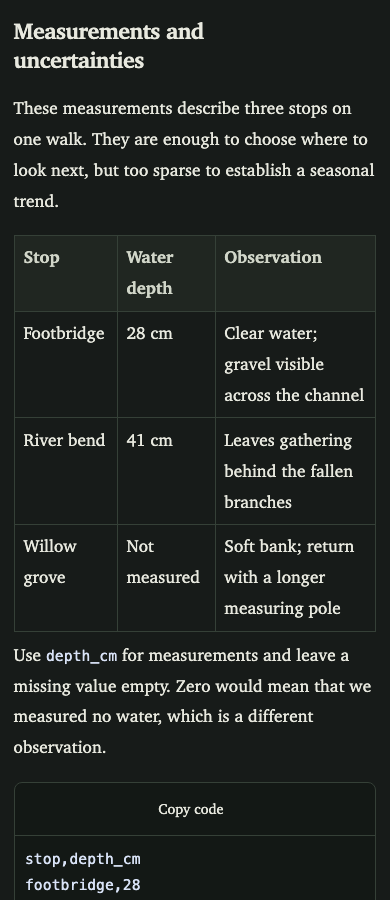 Measurements and
uncertainties
These measurements describe three stops on
one walk. They are enough to choose where to
look next, but too sparse to establish a seasonal
trend.
Stop
Water
depth
Observation
Footbridge
28 cm
Clear water;
gravel visible
across the channel
River bend
41 cm
Leaves gathering
behind the fallen
branches
Willow
grove
Not
measured
Soft bank; return
with a longer
measuring pole
Use depth_cm for measurements and leave a
missing value empty. Zero would mean that we
measured no water, which is a different
observation.
Copy code
stop,depth_cm
footbridge,28